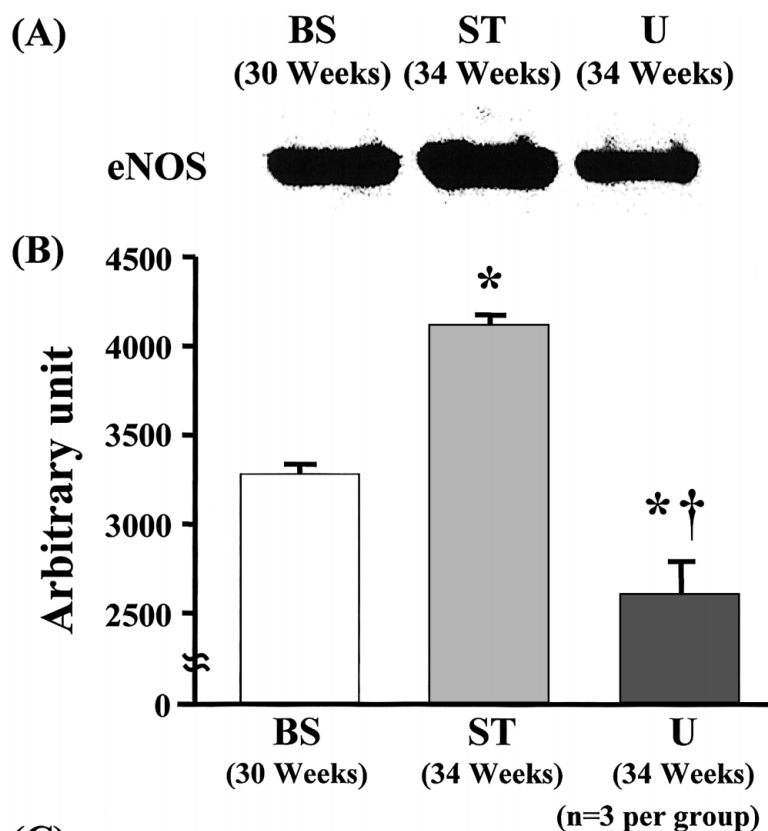 (A)
BS ST U
(30 Weeks) (34 Weeks) (34 Weeks)
eNOS
(B)
4500
4000
3500
3000
2500
0
Arbitrary unit
*
*†
BS ST U
(30 Weeks) (34 Weeks) (34 Weeks)
(n=3 per group)